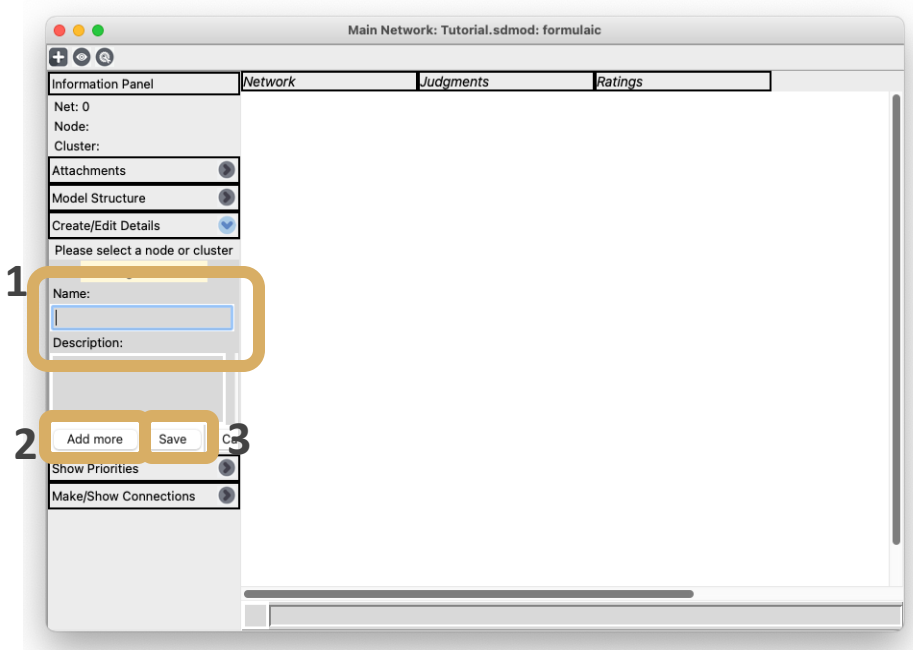 Main Network: Tutorial.sdmod: formulaic
Information Panel
Network Judgments Ratings
Net: 0
Node:
Cluster:
Attachments
Model Structure
Create/Edit Details
Please select a node or cluster
1
Name:
Description:
2 Add more Save 3
Show Priorities
Make/Show Connections